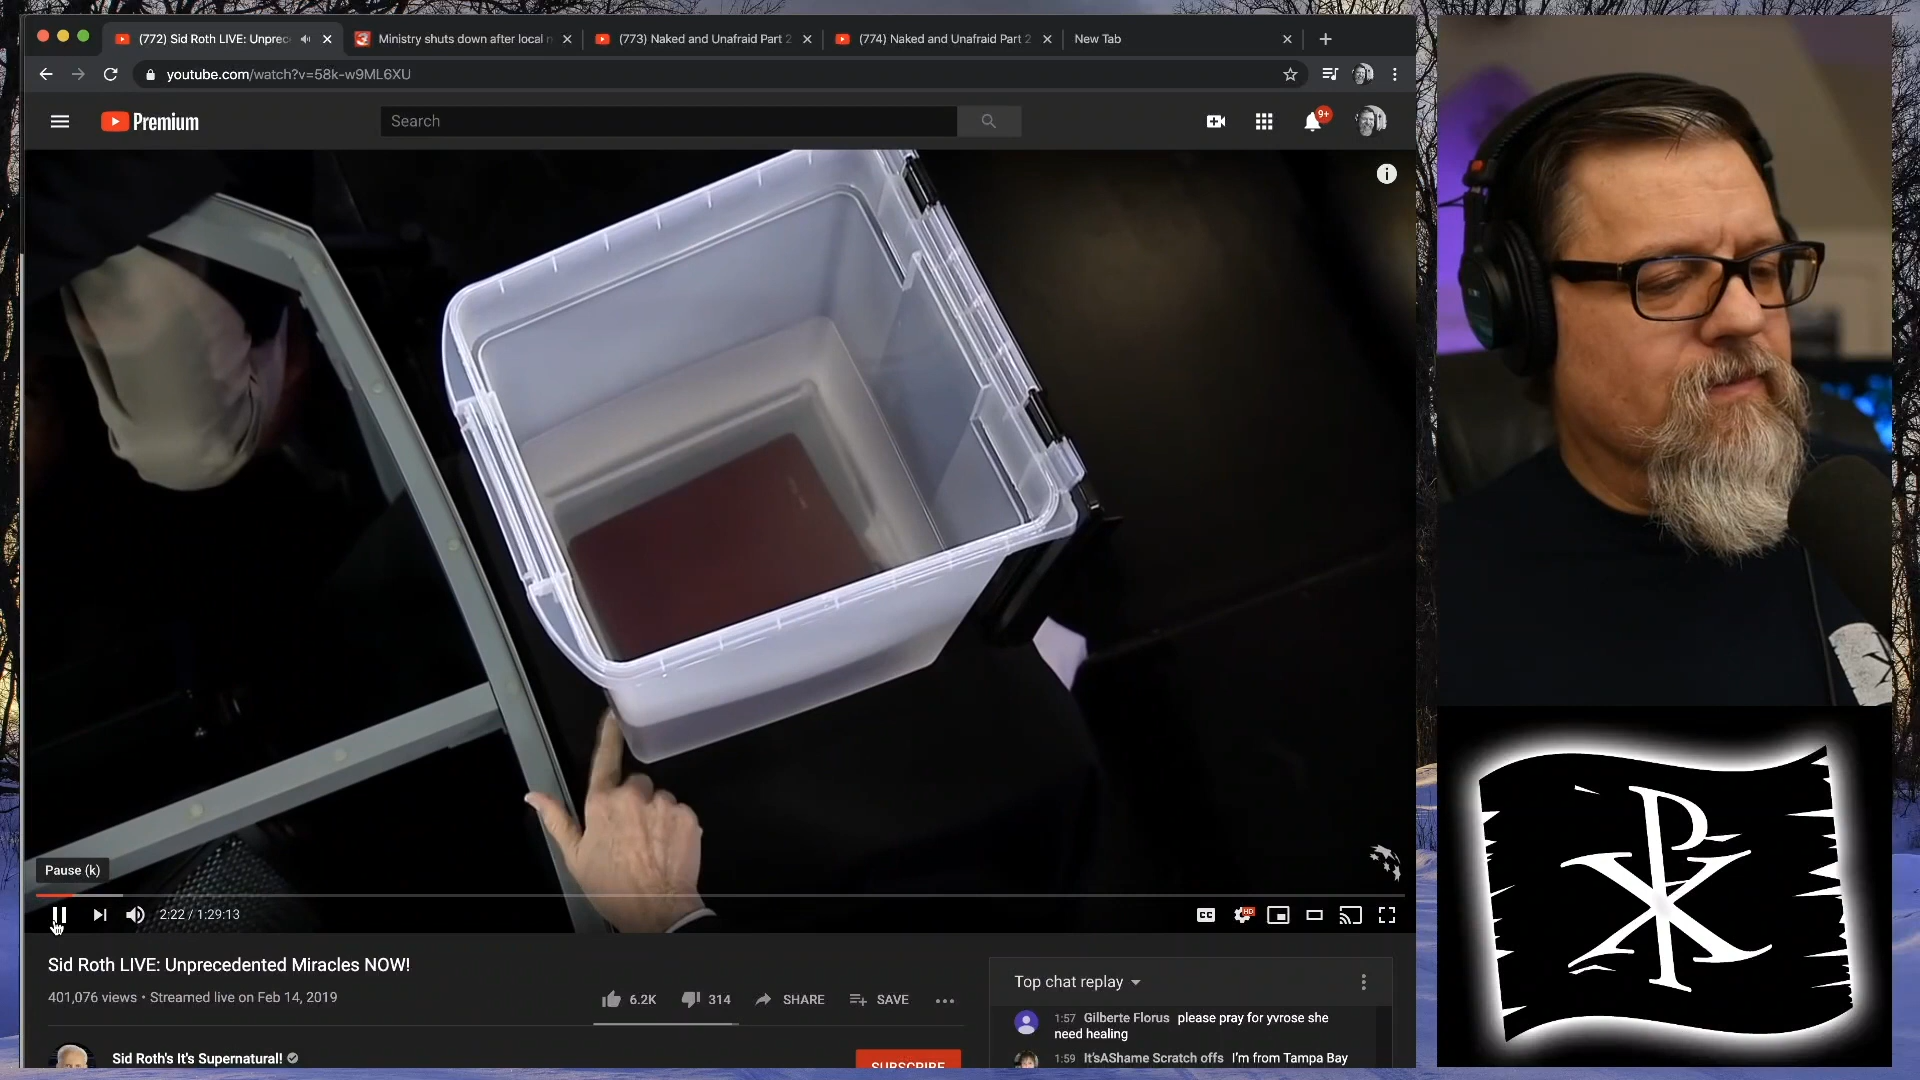 (772) Sid Roth LIVE: Unprec
Ministry shuts down after local n
(773) Naked and Unafraid Part 2
(774) Naked and Unafraid Part 2
New Tab
youtube.com/watch?v=58k-w9ML6XU
Premium
Search
9+
Pause (k)
2:22 / 1:29:13
CC
HD
Sid Roth LIVE: Unprecedented Miracles NOW!
401,076 views • Streamed live on Feb 14, 2019
6.2K
314
SHARE
SAVE
Top chat replay
1:57 Gilberte Florus please pray for yvrose she
need healing
1:59 It'sAShame Scratch offs I'm from Tampa Bay
Sid Roth's It's Supernatural!
SUBSCRIBE